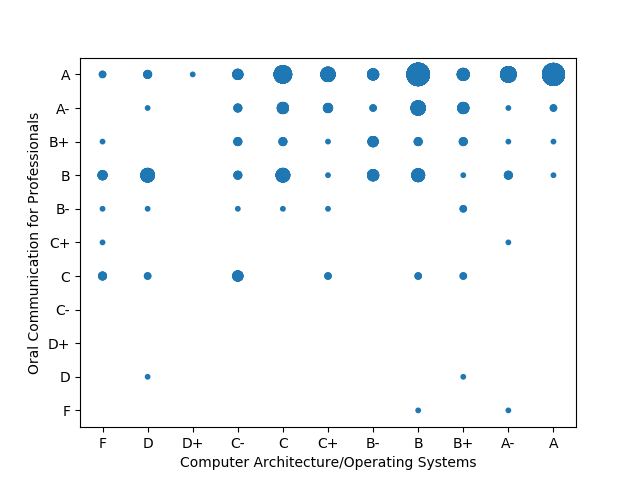 A
A-
B+
B
B-
C+
C
C-
D+
D
F
Oral Communication for Professionals
F D D+ C- C C+ B- B B+ A- A
Computer Architecture/Operating Systems